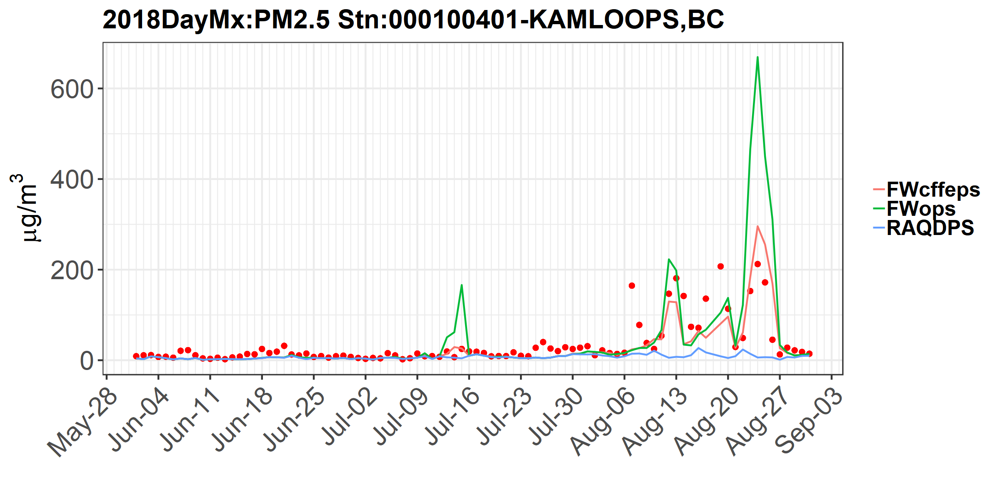 2018DayMx:PM2.5 Stn:000100401-KAMLOOPS,BC
μg/m³
600
400
200
0
May-28
Jun-04
Jun-11
Jun-18
Jun-25
Jul-02
Jul-09
Jul-16
Jul-23
Jul-30
Aug-06
Aug-13
Aug-20
Aug-27
Sep-03
FWcffeps
FWops
RAQDPS